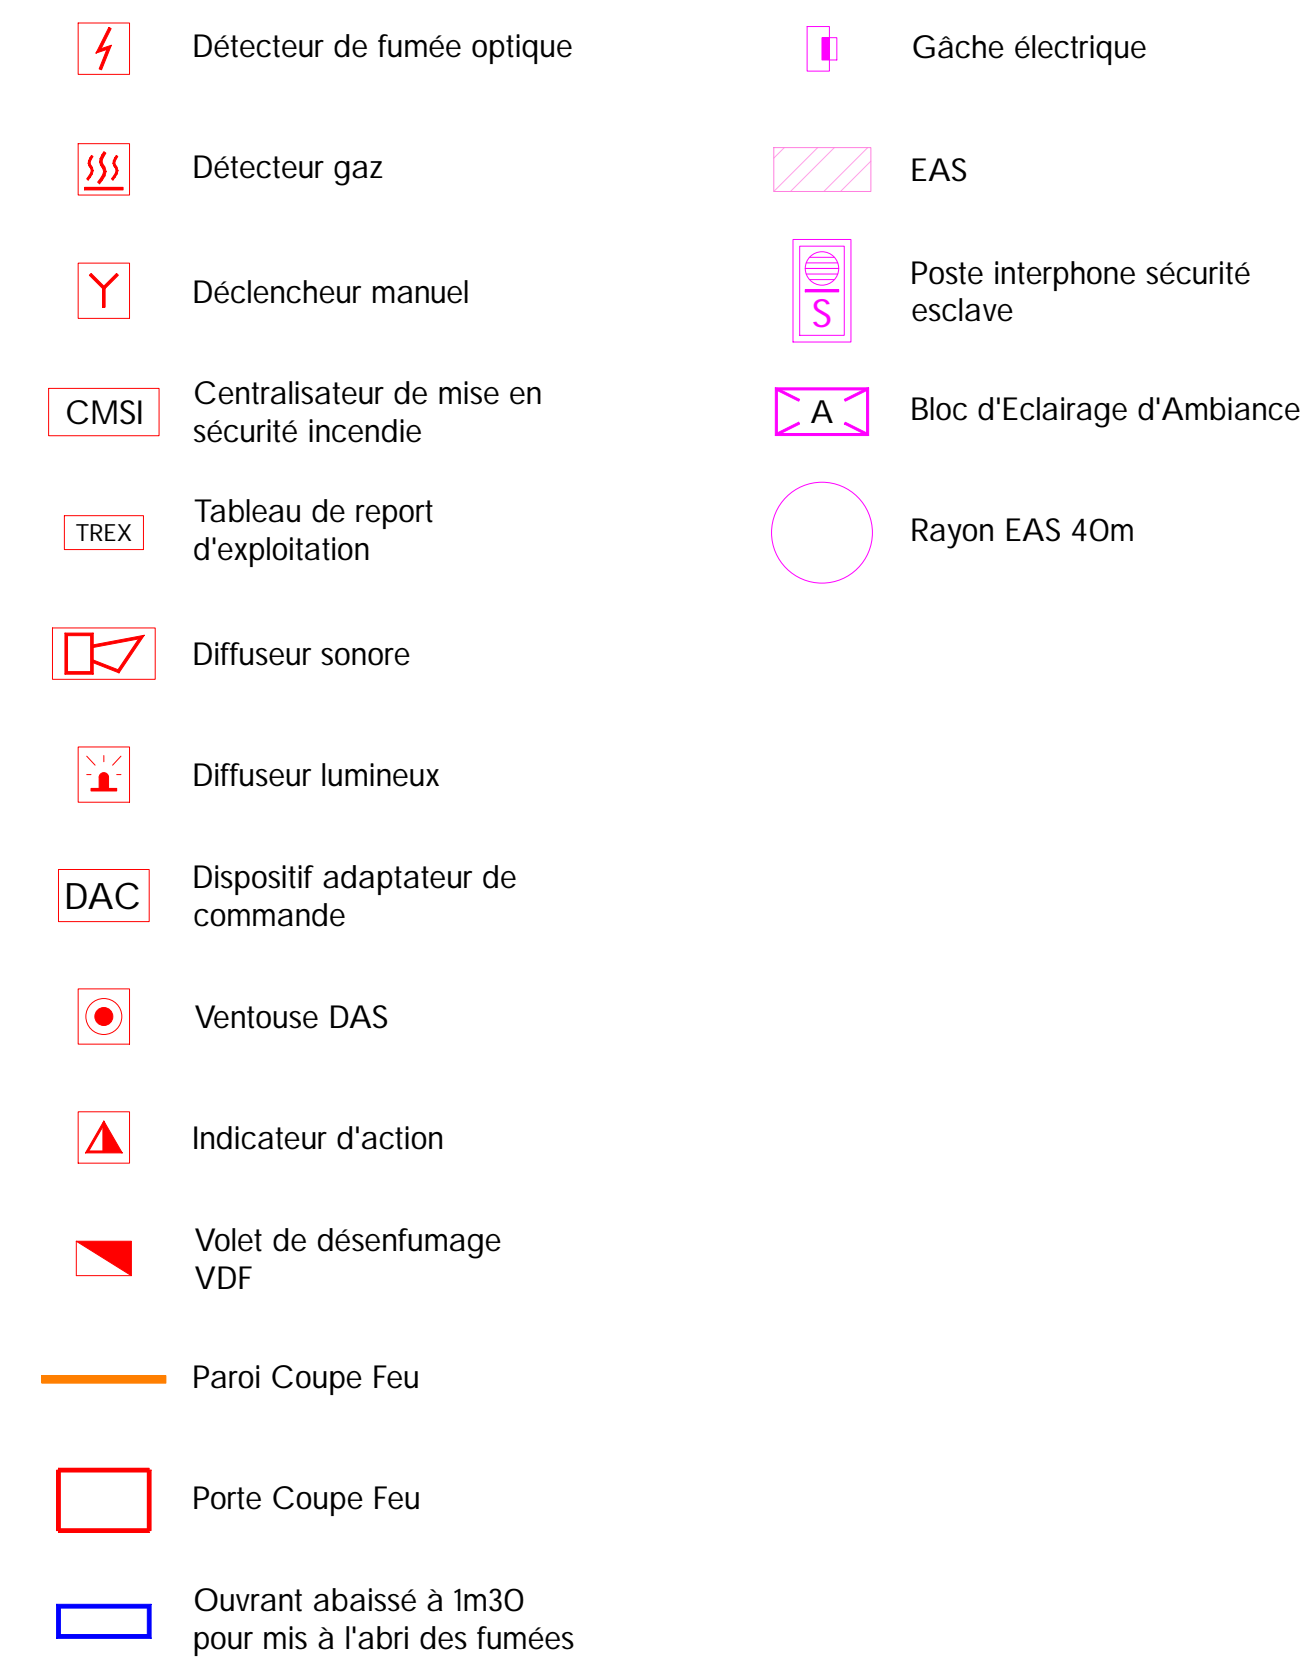 Détecteur de fumée optique
Détecteur gaz
Y
Déclencheur manuel
CMSI
Centralisateur de mise en
sécurité incendie
TREX
Tableau de report
d'exploitation
Diffuseur sonore
Diffuseur lumineux
DAC
Dispositif adaptateur de
commande
Ventouse DAS
Indicateur d'action
Volet de désenfumage
VDF
Paroi Coupe Feu
Porte Coupe Feu
Ouvrant abaissé à 1m30
pour mis à l'abri des fumées
Gâche électrique
EAS
S
Poste interphone sécurité
esclave
A
Bloc d'Eclairage d'Ambiance
Rayon EAS 40m